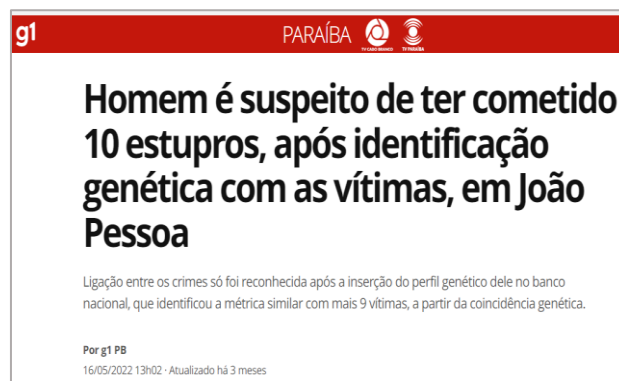 g1
PARAÍBA
TV CABO BRANCO
TV PARAÍBA
Homem é suspeito de ter cometido
10 estupros, após identificação
genética com as vítimas, em João
Pessoa
Ligação entre os crimes só foi reconhecida após a inserção do perfil genético dele no banco
nacional, que identificou a métrica similar com mais 9 vítimas, a partir da coincidência genética.
Por g1 PB
16/05/2022 13h02 · Atualizado há 3 meses